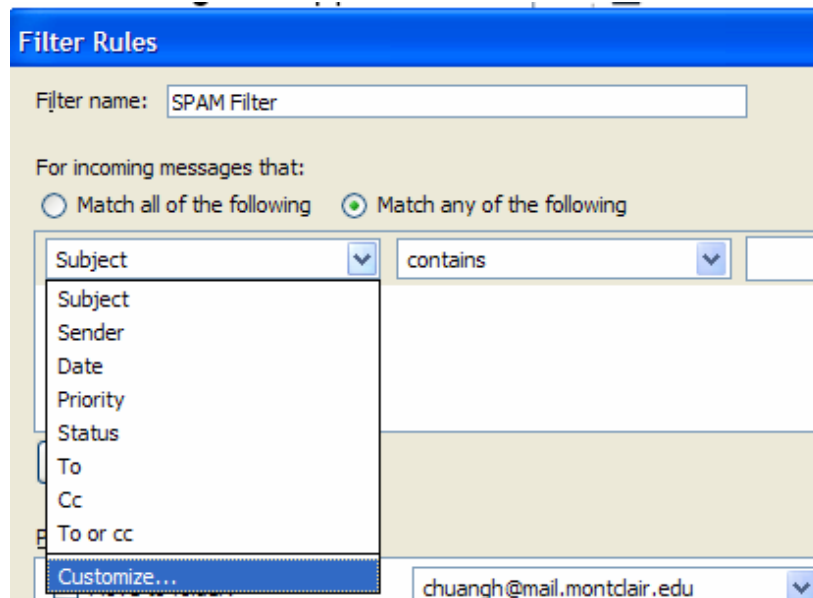 Filter Rules
Filter name: SPAM Filter
For incoming messages that:
Match all of the following Match any of the following
Subject contains
Subject
Sender
Date
Priority
Status
To
Cc
To or cc
Customize...
chuangh@mail.montclair.edu